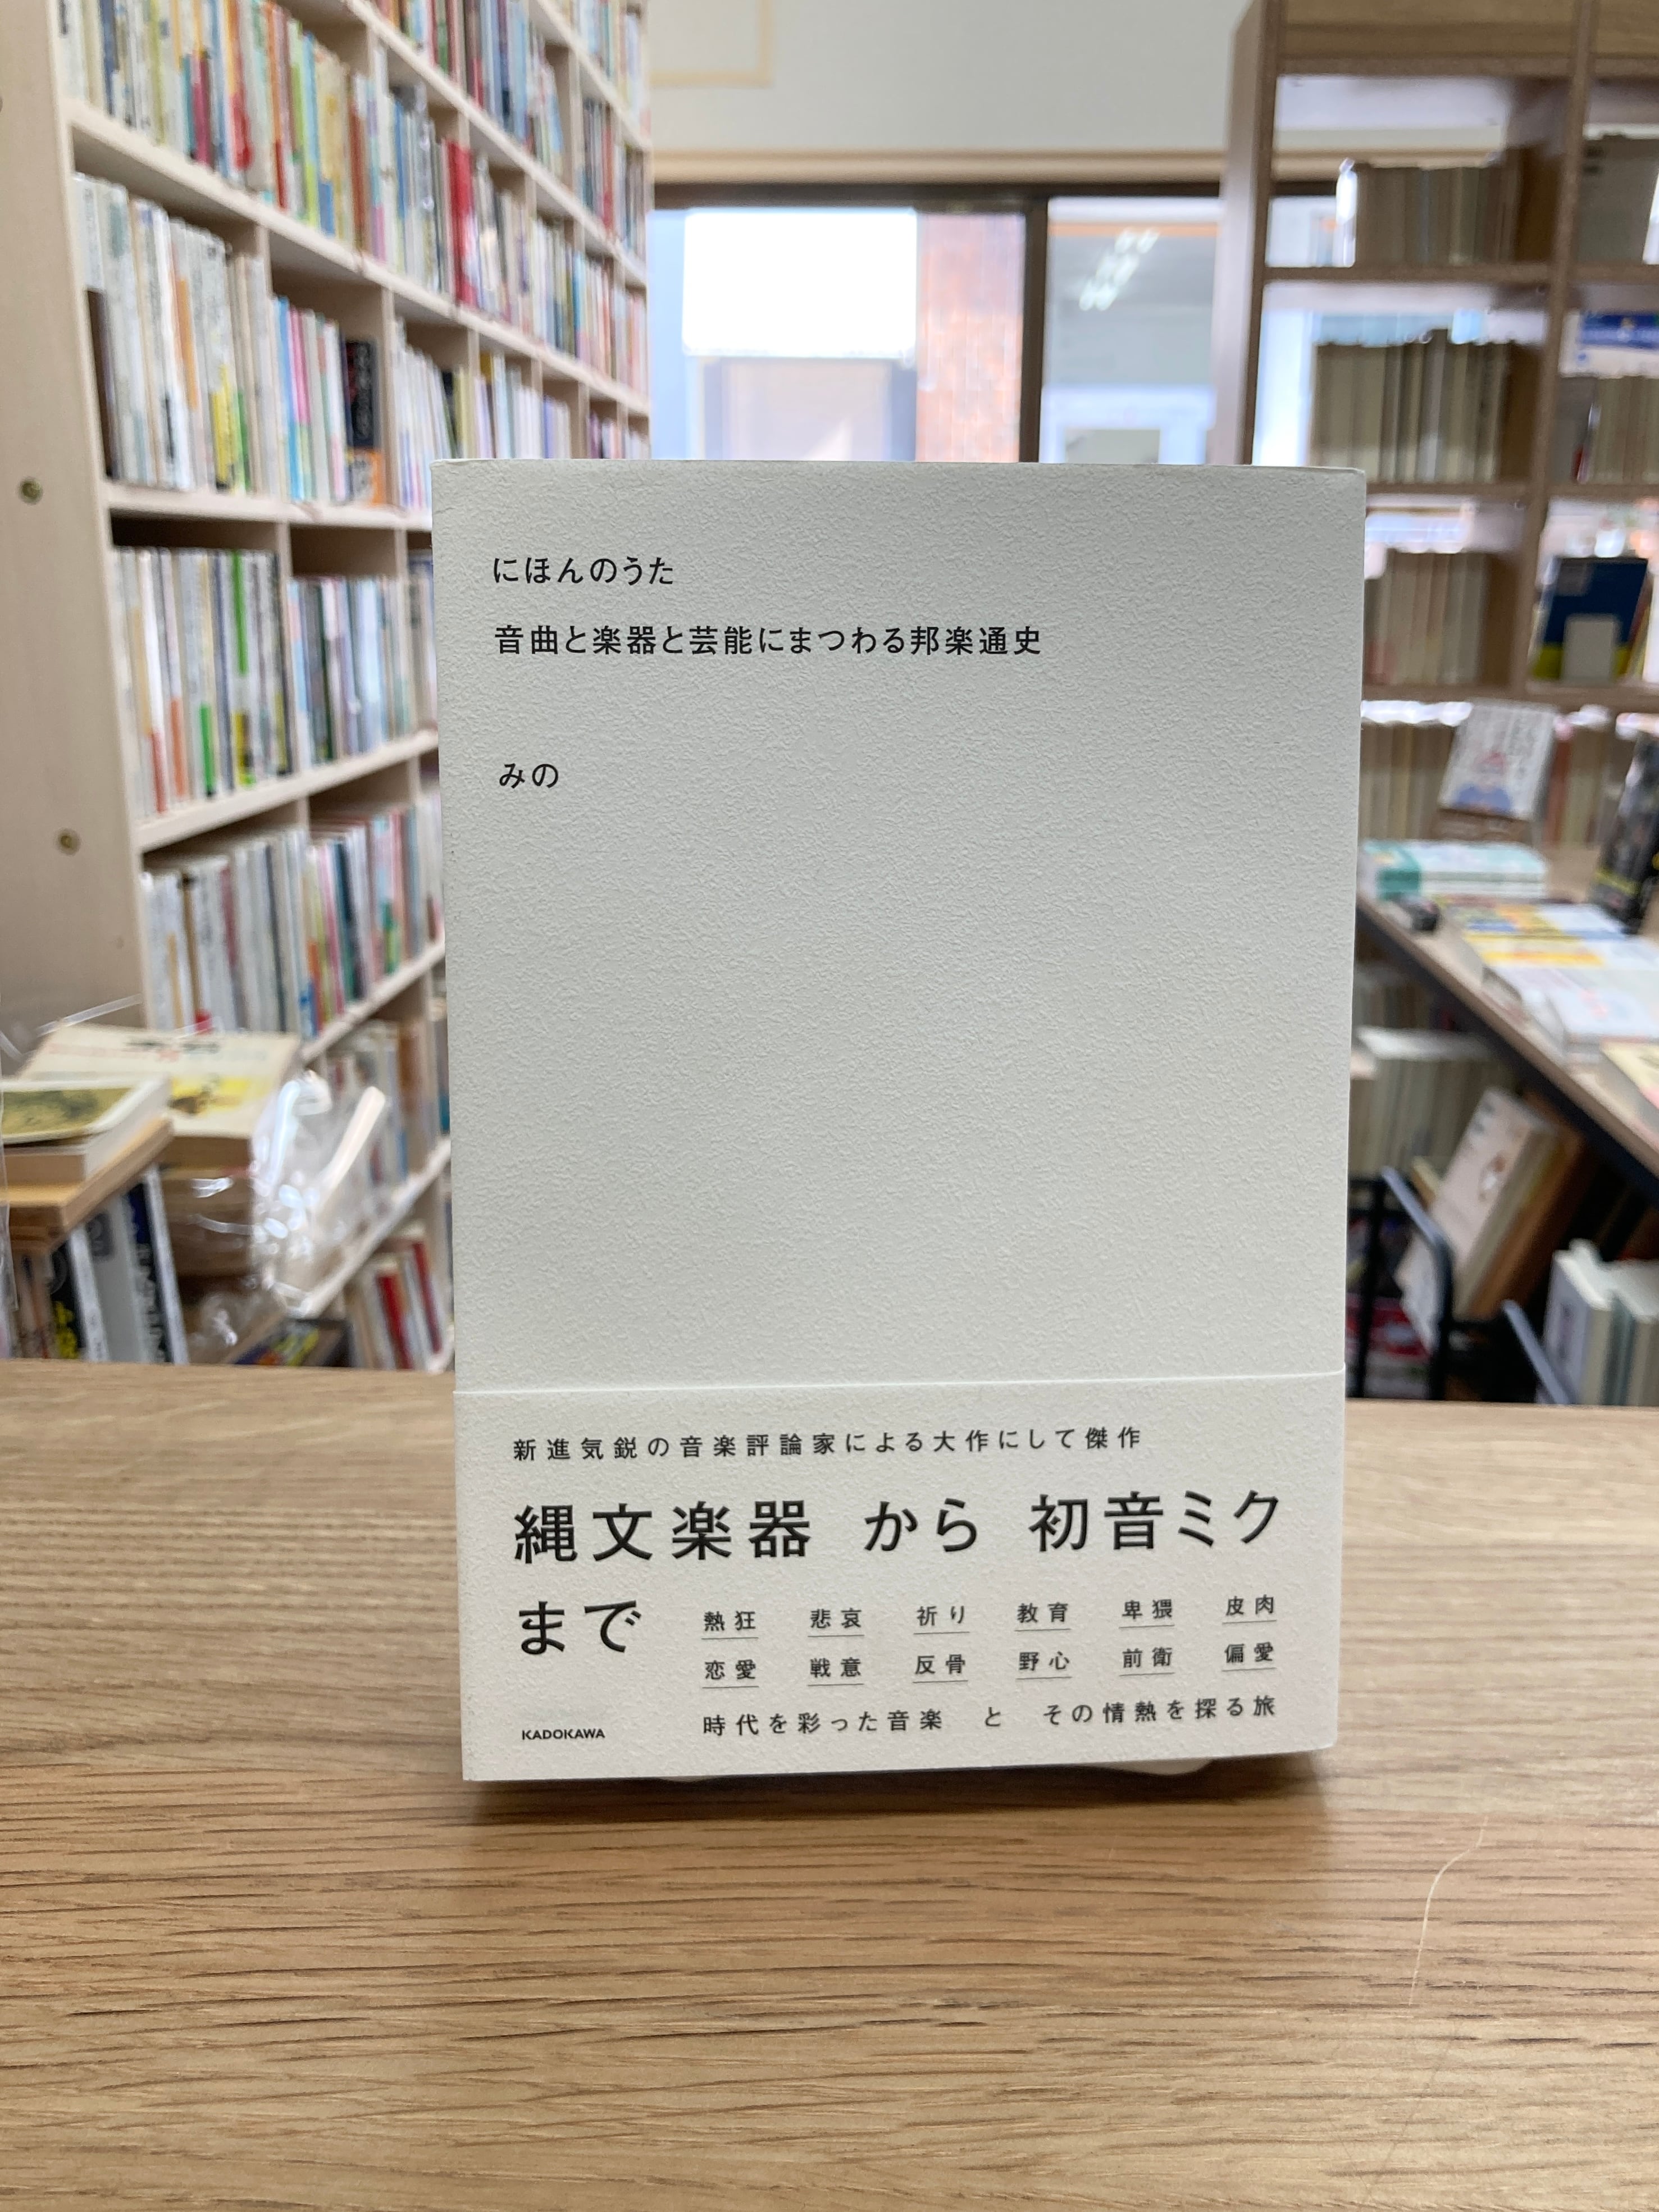 にほんのうた
音曲と楽器と芸能にまつわる邦楽通史
みの
新進気鋭の音楽評論家による大作にして傑作
縄文楽器 から 初音ミク
まで
熱狂 悲哀 祈り 教育 卑猥 皮肉
恋愛 戦意 反骨 野心 前衛 偏愛
時代を彩った音楽 と その情熱を探る旅
KADOKAWA